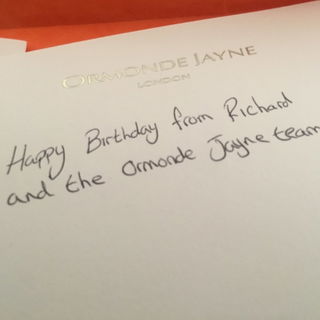 ORMONDE JAYNE
LONDON
Happy Birthday from Richard
and the Ormonde Jayne team